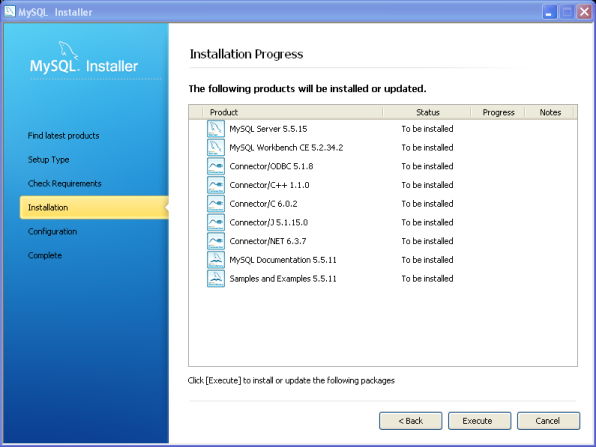 MySQL Installer
MySQL. Installer
Find latest products
Setup Type
Check Requirements
Installation
Configuration
Complete
Installation Progress
The following products will be installed or updated.
Product Status Progress Notes
MySQL Server 5.5.15 To be installed
MySQL Workbench CE 5.2.34.2 To be installed
Connector/ODBC 5.1.8 To be installed
Connector/C++ 1.1.0 To be installed
Connector/C 6.0.2 To be installed
Connector/J 5.1.15.0 To be installed
Connector/NET 6.3.7 To be installed
MySQL Documentation 5.5.11 To be installed
Samples and Examples 5.5.11 To be installed
Click [Execute] to install or update the following packages
< Back Execute Cancel